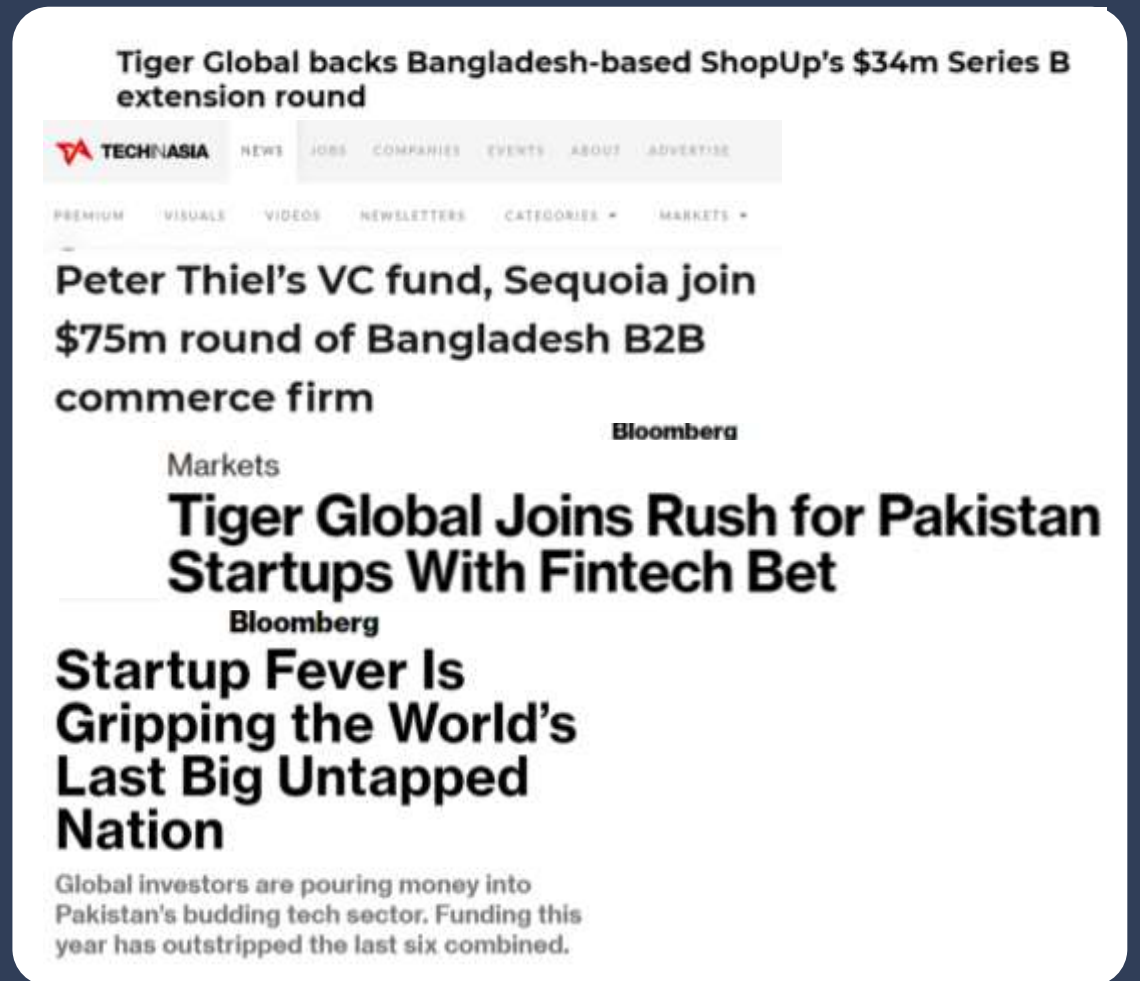 Tiger Global backs Bangladesh-based ShopUp's $34m Series B
extension round
TECHINASIA NEWS JOBS COMPANIES EVENTS ABOUT ADVERTISE
PREMIUM VISUALS VIDEOS NEWSLETTERS CATEGORIES MARKETS
Peter Thiel's VC fund, Sequoia join
$75m round of Bangladesh B2B
commerce firm
Bloomberg
Markets
Tiger Global Joins Rush for Pakistan
Startups With Fintech Bet
Bloomberg
Startup Fever Is
Gripping the World's
Last Big Untapped
Nation
Global investors are pouring money into
Pakistan's budding tech sector. Funding this
year has outstripped the last six combined.